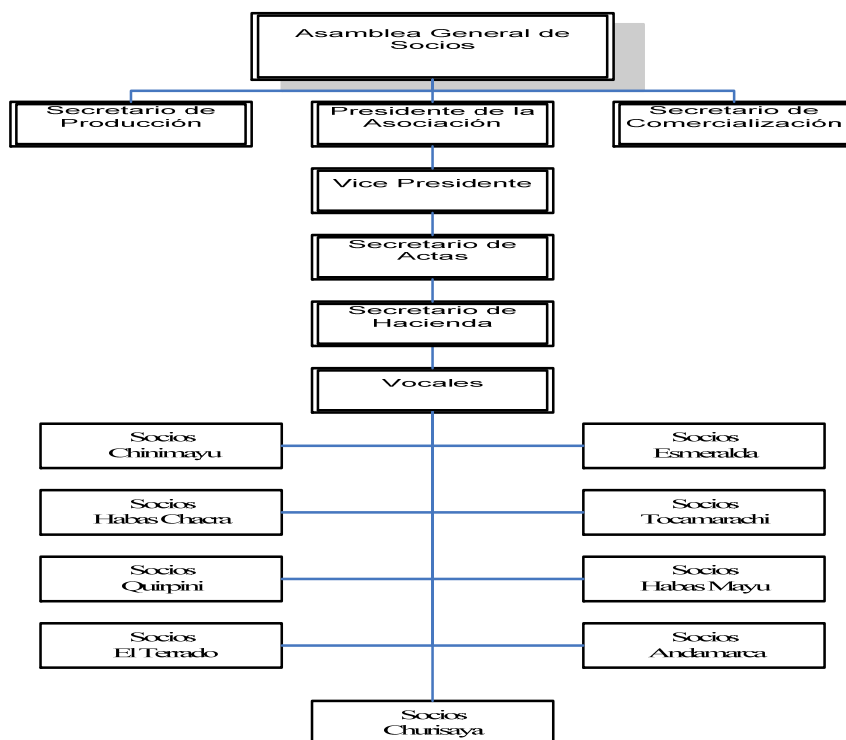 Asamblea General de
Socios
Secretario de
Producción
Presidente de la
Asociación
Secretario de
Comercialización
Vice Presidente
Secretario de
Actas
Secretario de
Hacienda
Vocales
Socios
Chinimayu
Socios
Esmeralda
Socios
Habas Chacra
Socios
Tocamarachi
Socios
Quirpini
Socios
Habas Mayu
Socios
El Terrado
Socios
Andamarca
Socios
Churisaya